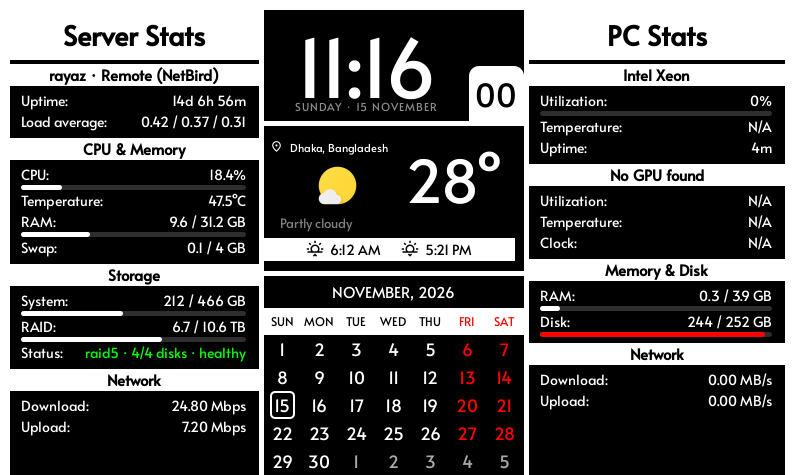 Server Stats
rayaz · Remote (NetBird)
Uptime: 14d 6h 56m
Load average: 0.42 / 0.37 / 0.31
CPU & Memory
CPU: 18.4%
Temperature: 47.5°C
RAM: 9.6 / 31.2 GB
Swap: 0.1 / 4 GB
Storage
System: 212 / 466 GB
RAID: 6.7 / 10.6 TB
Status: raid5 · 4/4 disks · healthy
Network
Download: 24.80 Mbps
Upload: 7.20 Mbps
11:16
00
SUNDAY · 15 NOVEMBER
Dhaka, Bangladesh
28°
Partly cloudy
6:12 AM 5:21 PM
NOVEMBER, 2026
SUN MON TUE WED THU FRI SAT
1 2 3 4 5 6 7
8 9 10 11 12 13 14
15 16 17 18 19 20 21
22 23 24 25 26 27 28
29 30 1 2 3 4 5
PC Stats
Intel Xeon
Utilization: 0%
Temperature: N/A
Uptime: 4m
No GPU found
Utilization: N/A
Temperature: N/A
Clock: N/A
Memory & Disk
RAM: 0.3 / 3.9 GB
Disk: 244 / 252 GB
Network
Download: 0.00 MB/s
Upload: 0.00 MB/s